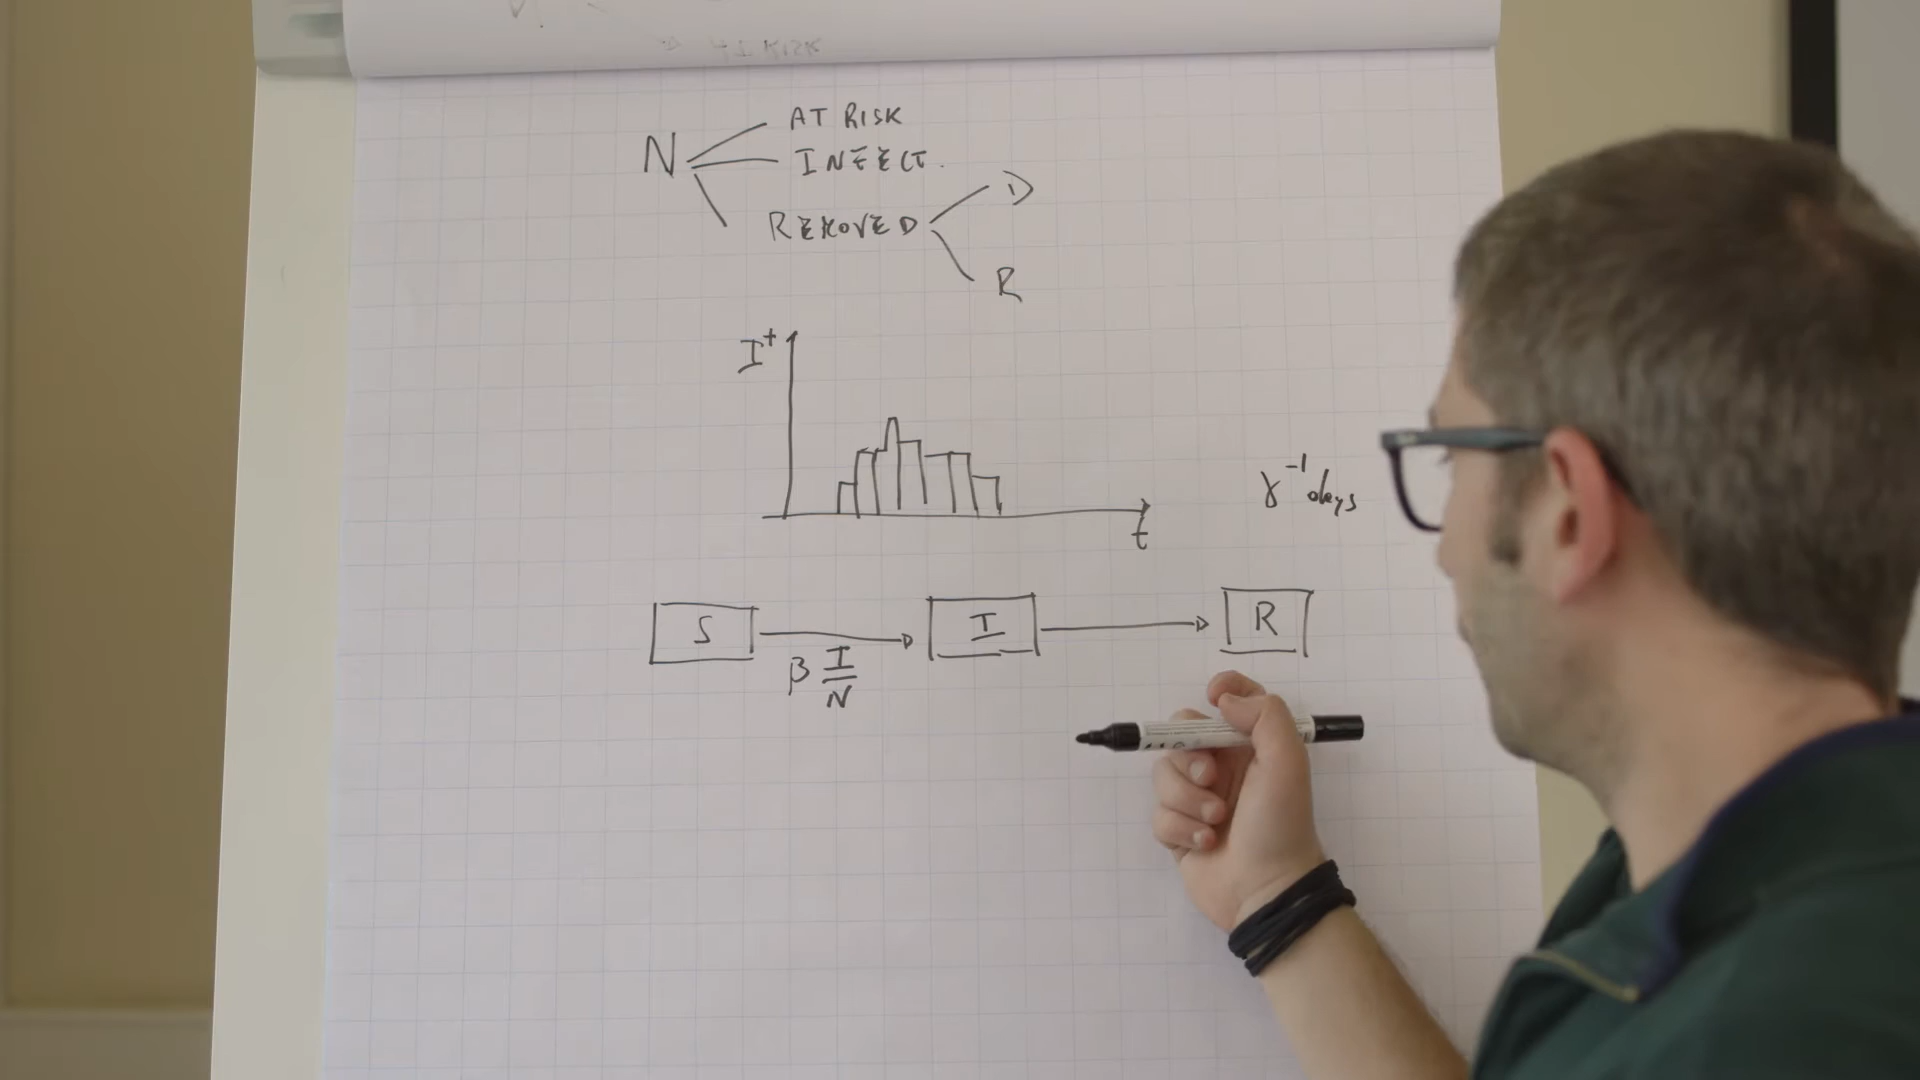 AT RISK
N
INFECT.
D
REMOVED
R
I+
γ-1 days
t
S
I
R
β I/N